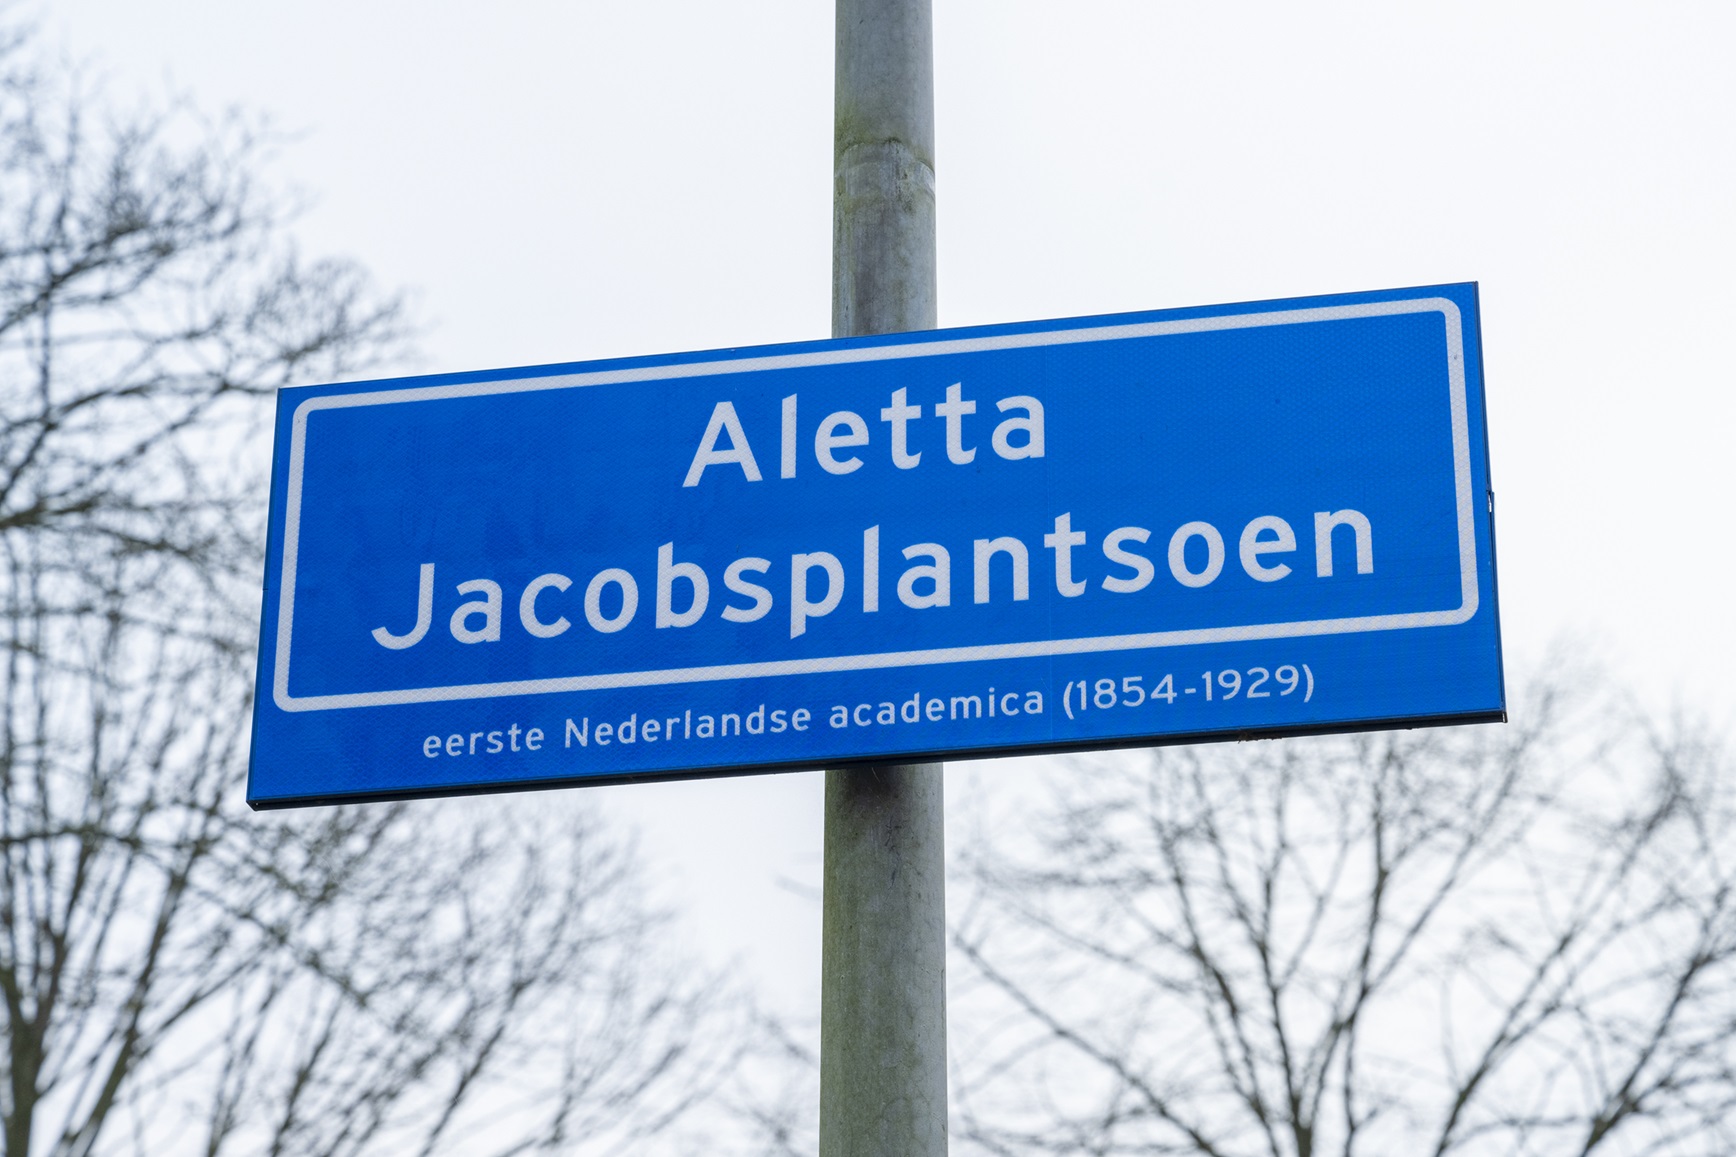 Aletta
Jacobsplantsoen
eerste Nederlandse academica (1854-1929)